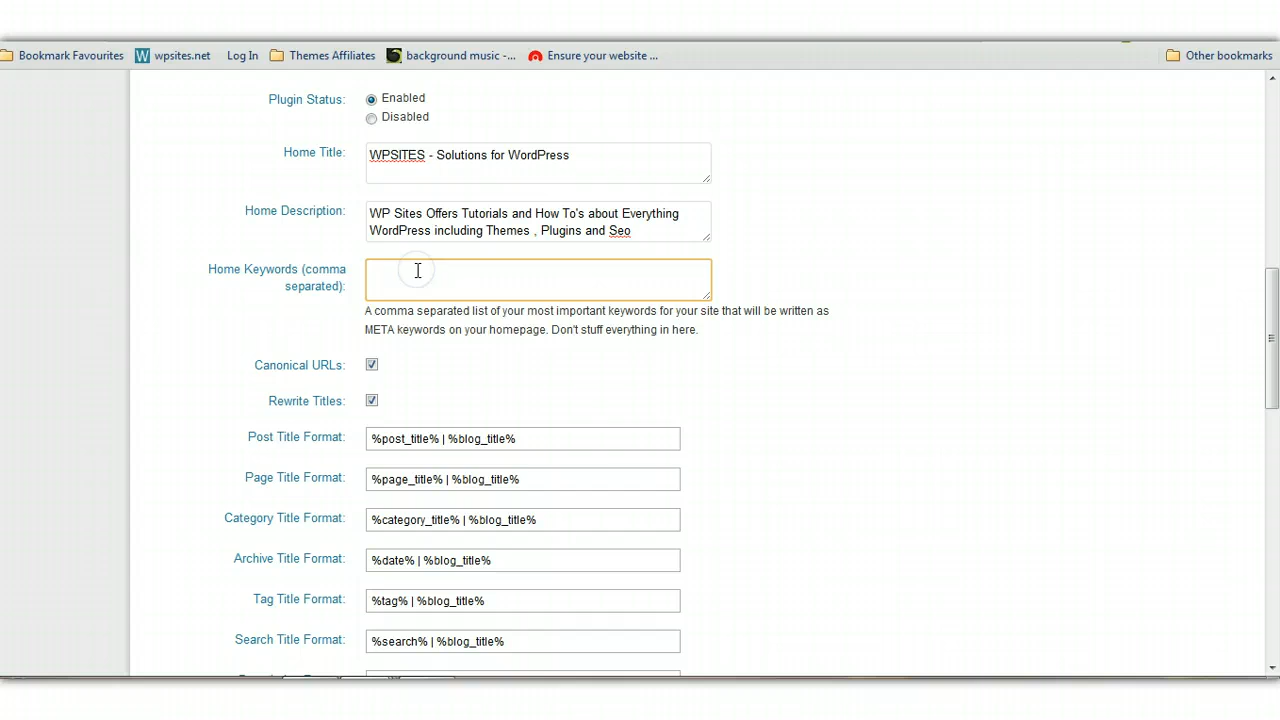 Bookmark Favourites wpsites.net Log In Themes Affiliates background music -... Ensure your website ... Other bookmarks
Plugin Status: Enabled
Disabled
Home Title: WPSITES - Solutions for WordPress
Home Description: WP Sites Offers Tutorials and How To's about Everything
WordPress including Themes , Plugins and Seo
Home Keywords (comma
separated):
A comma separated list of your most important keywords for your site that will be written as
META keywords on your homepage. Don't stuff everything in here.
Canonical URLs:
Rewrite Titles:
Post Title Format: %post_title% | %blog_title%
Page Title Format: %page_title% | %blog_title%
Category Title Format: %category_title% | %blog_title%
Archive Title Format: %date% | %blog_title%
Tag Title Format: %tag% | %blog_title%
Search Title Format: %search% | %blog_title%